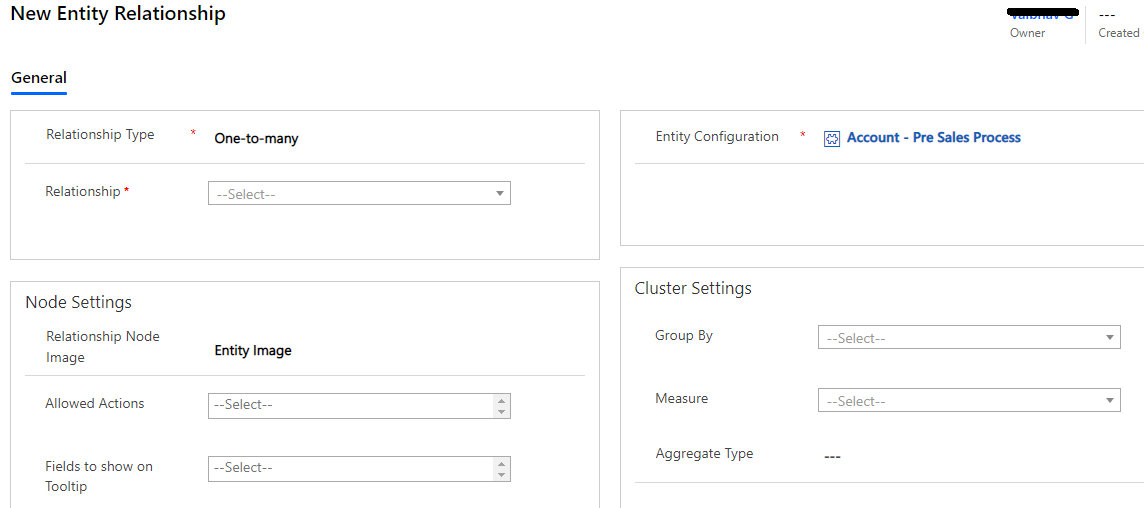 New Entity Relationship
---
Owner
Created
General
Relationship Type * One-to-many
Relationship *
--Select--
Entity Configuration * Account - Pre Sales Process
Node Settings
Relationship Node
Image
Entity Image
Allowed Actions
--Select--
Fields to show on
Tooltip
--Select--
Cluster Settings
Group By
--Select--
Measure
--Select--
Aggregate Type
---